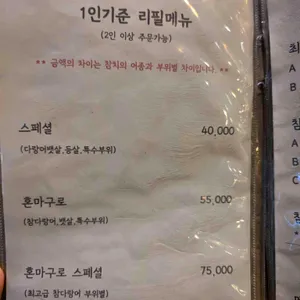 1인기준 리필메뉴
(2인 이상 주문가능)
** 금액의 차이는 참치의 어종과 부위별 차이입니다. **
스페셜 40,000
(다랑어뱃살,등살,특수부위)
혼마구로 55,000
(참다랑어,뱃살,특수부위)
혼마구로 스페셜 75,000
(최고급 참다랑어 부위별)
최
A
B
참
A
B
C
참